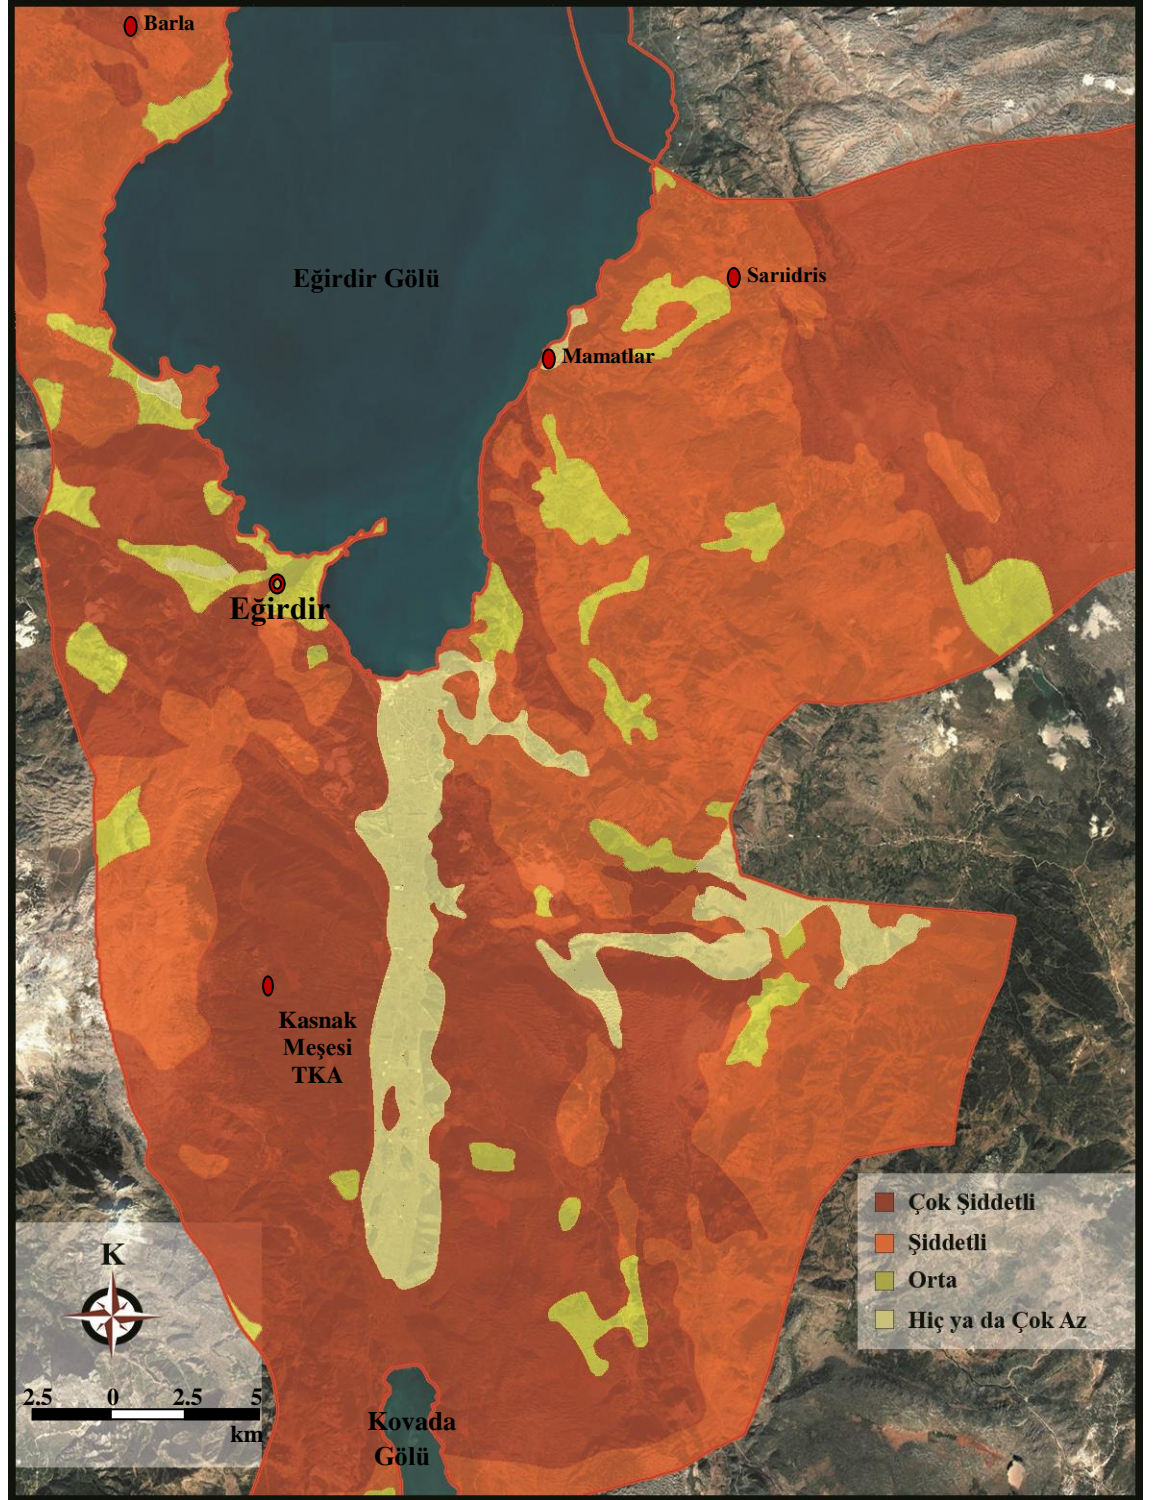 Barla
Eğirdir Gölü
Sarıidris
Mamatlar
Eğirdir
Kasnak
Meşesi
TKA
Çok Şiddetli
Şiddetli
Orta
Hiç ya da Çok Az
K
2.5 0 2.5 5
km
Kovada
Gölü